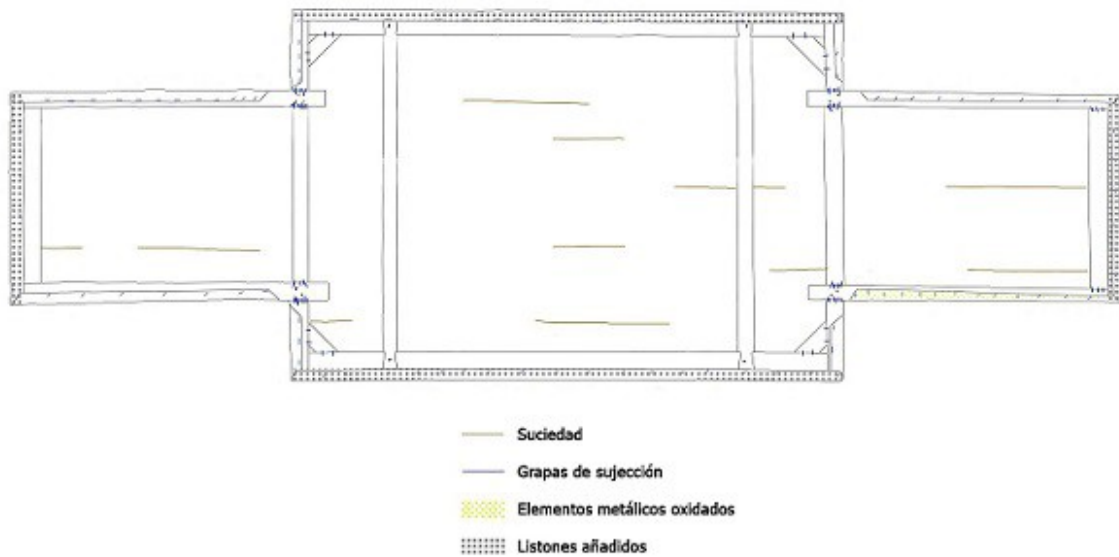 Suciedad
Grapas de sujección
Elementos metálicos oxidados
Listones añadidos